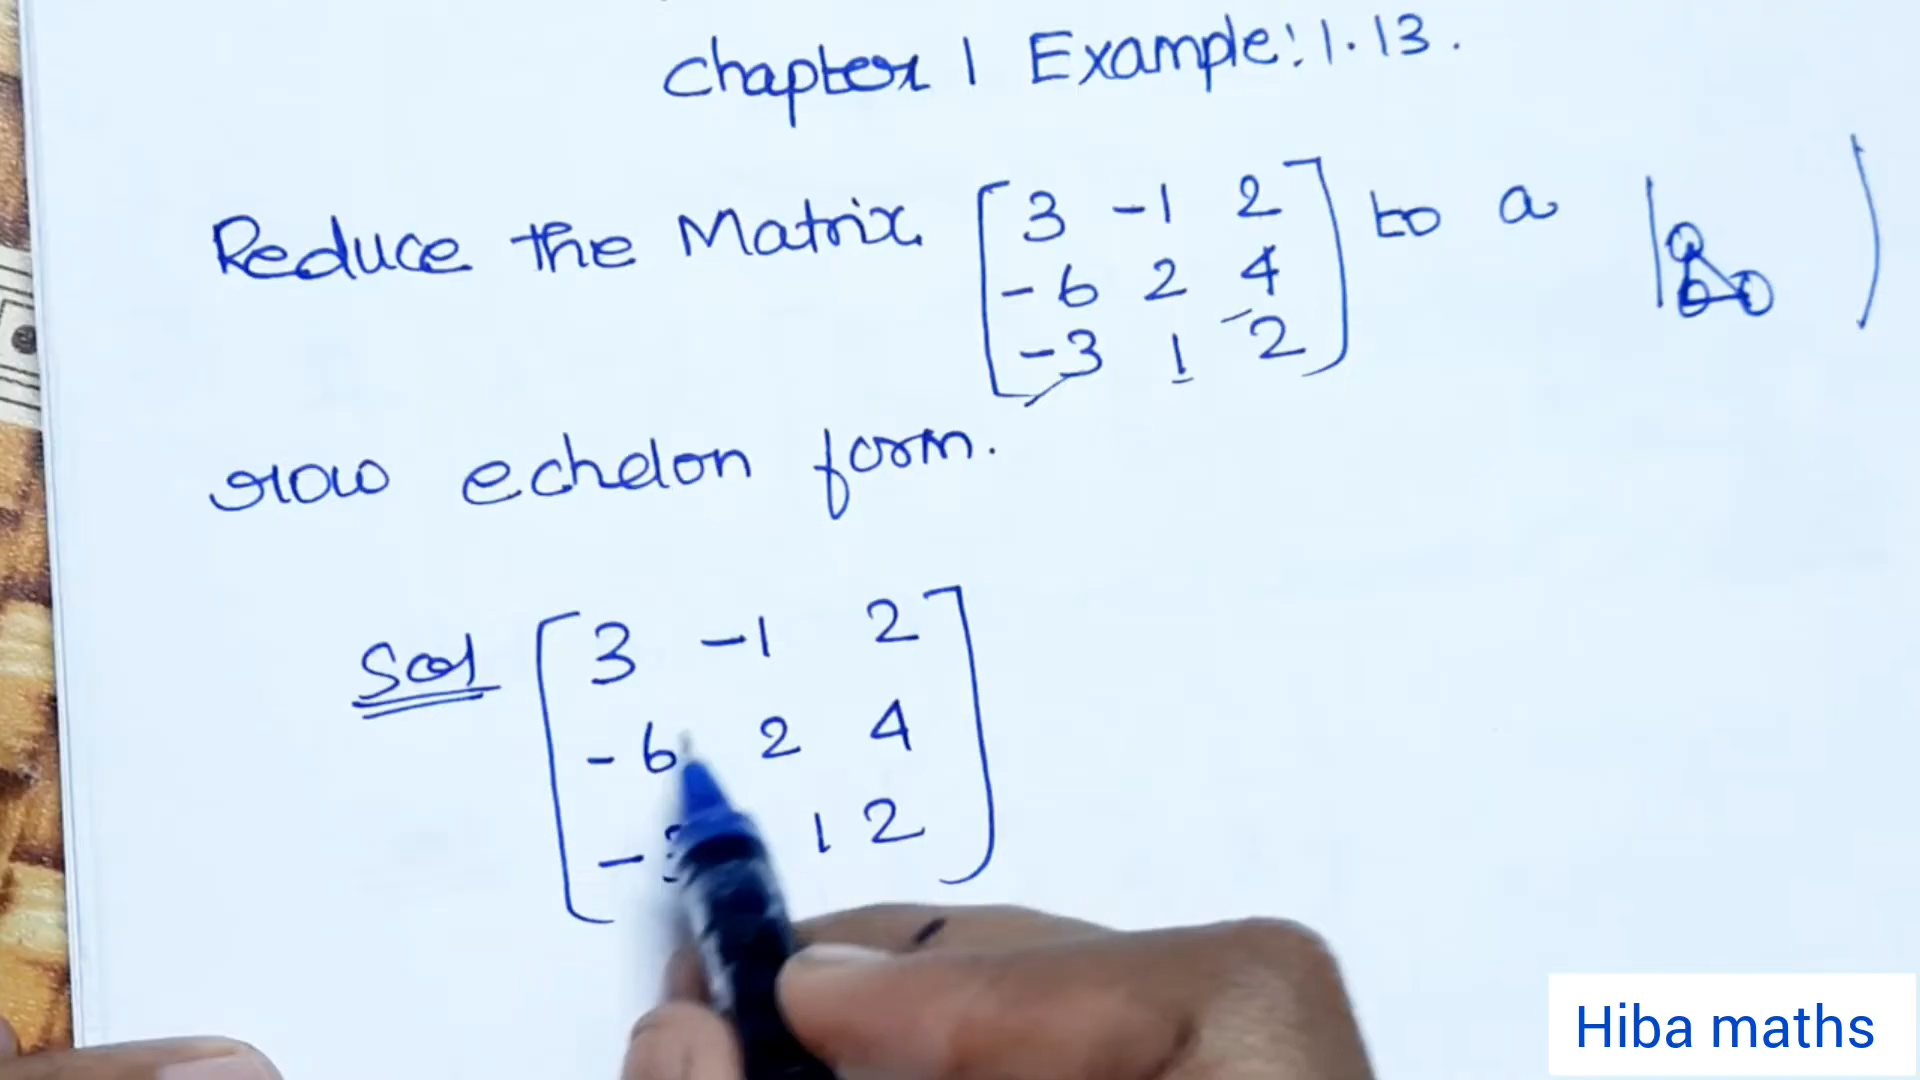 Chapter 1 Example: 1.13.
Reduce the Matrix [3 -1 2] to a
-6 2 4
-3 1 2
row echelon form.
Sol [3 -1 2]
-6 2 4
1 2
Hiba maths